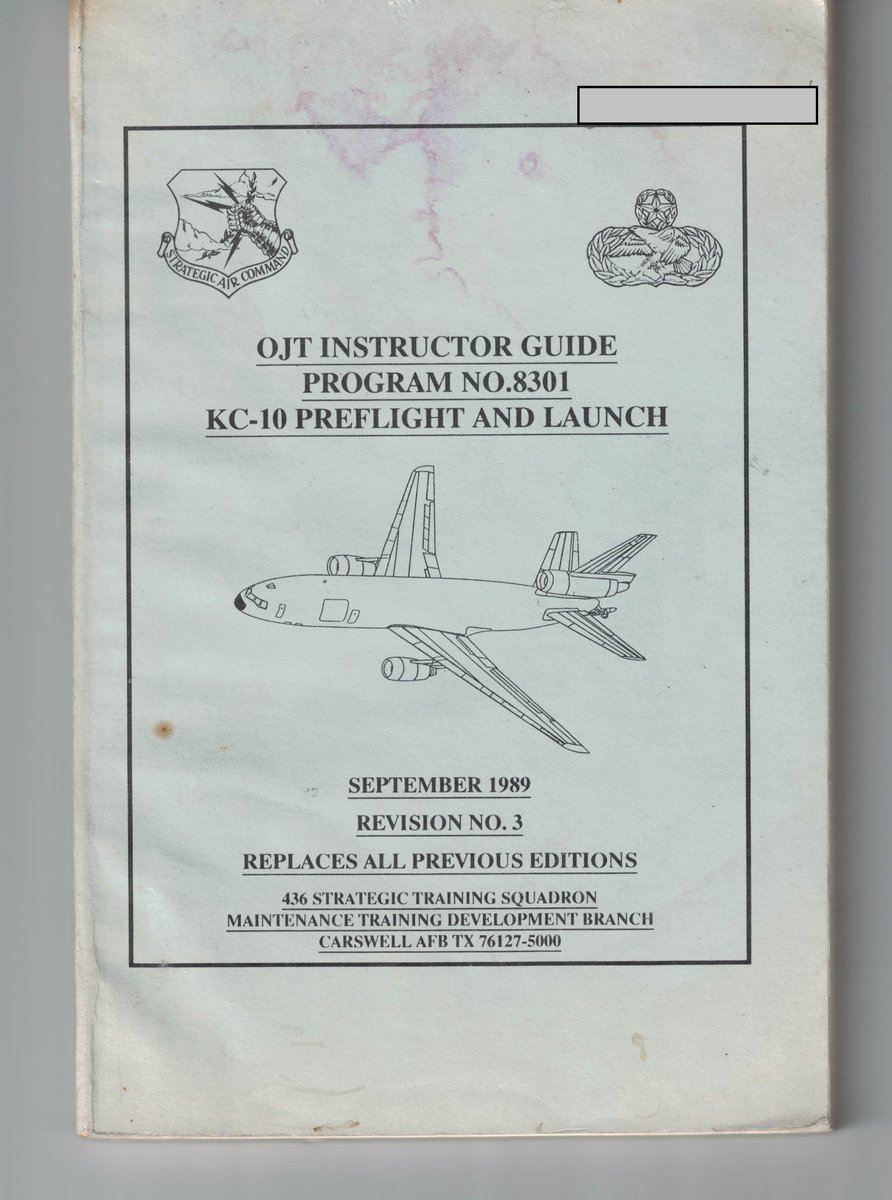 STRATEGIC AIR COMMAND
OJT INSTRUCTOR GUIDE
PROGRAM NO.8301
KC-10 PREFLIGHT AND LAUNCH
SEPTEMBER 1989
REVISION NO. 3
REPLACES ALL PREVIOUS EDITIONS
436 STRATEGIC TRAINING SQUADRON
MAINTENANCE TRAINING DEVELOPMENT BRANCH
CARSWELL AFB TX 76127-5000